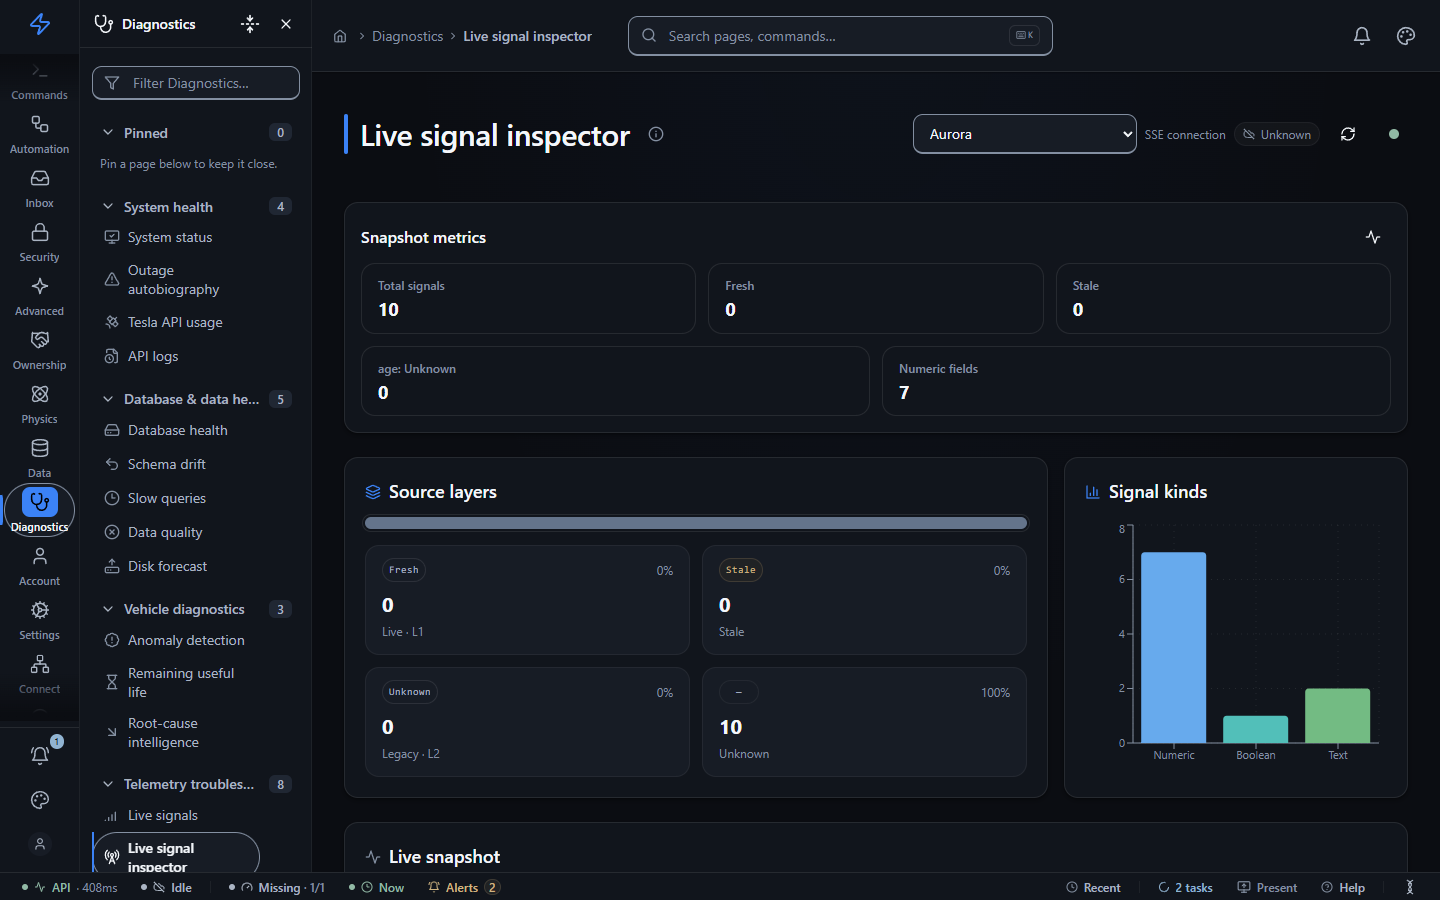 Commands
Automation
Inbox
Security
Advanced
Ownership
Physics
Data
Diagnostics
Account
Settings
Connect
1
Diagnostics
Filter Diagnostics...
Pinned 0
Pin a page below to keep it close.
System health 4
System status
Outage
autobiography
Tesla API usage
API logs
Database & data he... 5
Database health
Schema drift
Slow queries
Data quality
Disk forecast
Vehicle diagnostics 3
Anomaly detection
Remaining useful
life
Root-cause
intelligence
Telemetry troubles... 8
Live signals
Live signal
inspector
Diagnostics > Live signal inspector
Search pages, commands... K
Live signal inspector
Aurora
SSE connection Unknown
Snapshot metrics
Total signals
10
Fresh
0
Stale
0
age: Unknown
0
Numeric fields
7
Source layers
Fresh 0%
0
Live · L1
Stale 0%
0
Stale
Unknown 0%
0
Legacy · L2
– 100%
10
Unknown
Signal kinds
8
6
4
2
0
Numeric Boolean Text
Live snapshot
API · 408ms Idle Missing · 1/1 Now Alerts 2 Recent 2 tasks Present Help